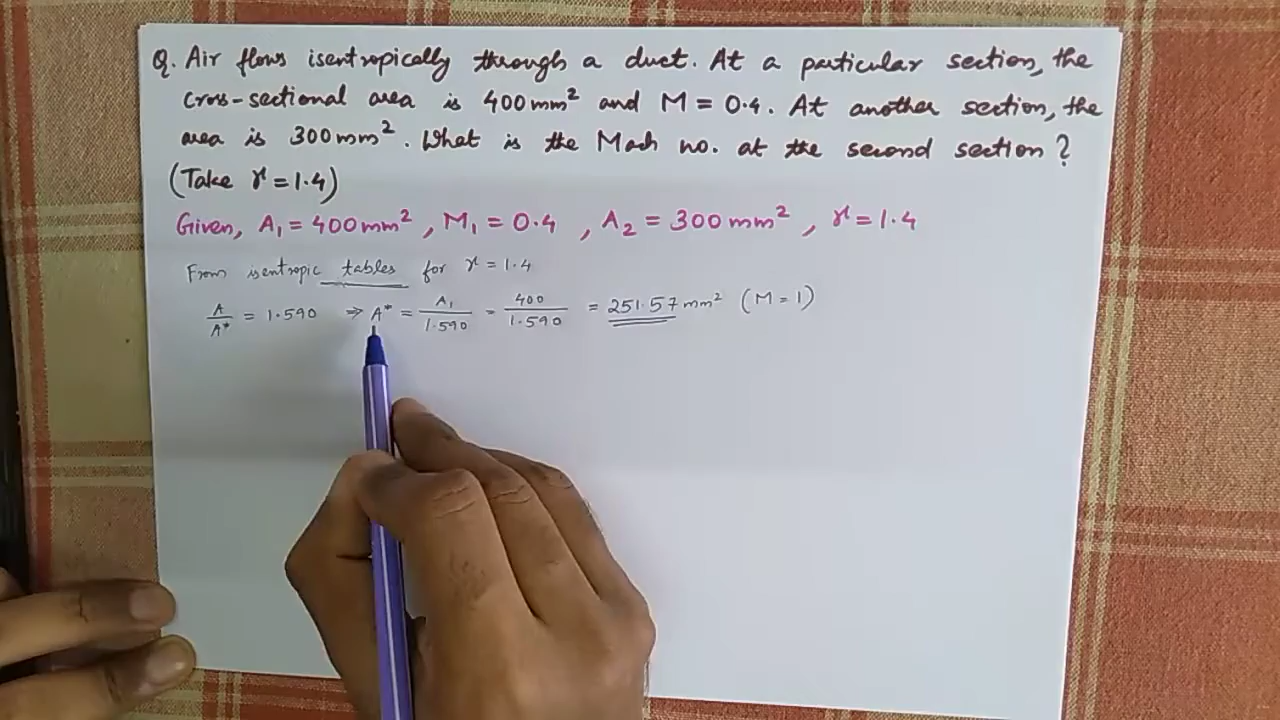 Q. Air flows isentropically through a duct. At a particular section, the
cross-sectional area is 400 mm² and M = 0.4. At another section, the
area is 300 mm². What is the Mach no. at the second section?
(Take γ = 1.4)
Given, A₁ = 400 mm², M₁ = 0.4, A₂ = 300 mm², γ = 1.4
From isentropic tables for γ = 1.4
A/A* = 1.590 ⇒ A* = A₁/1.590 = 400/1.590 = 251.57 mm² (M = 1)